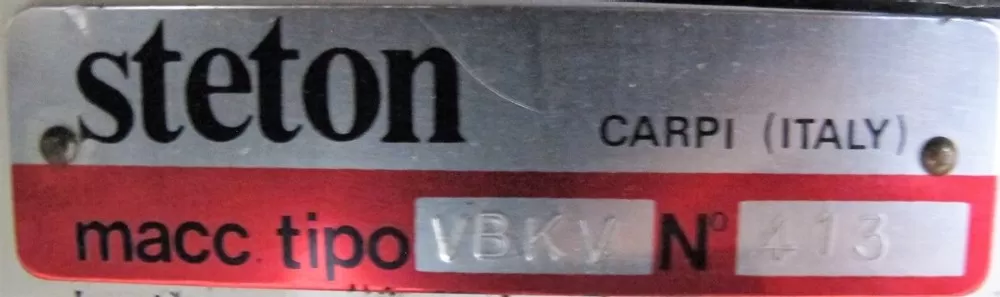 steton
CARPI (ITALY)
macc. tipo VBKV N° 413